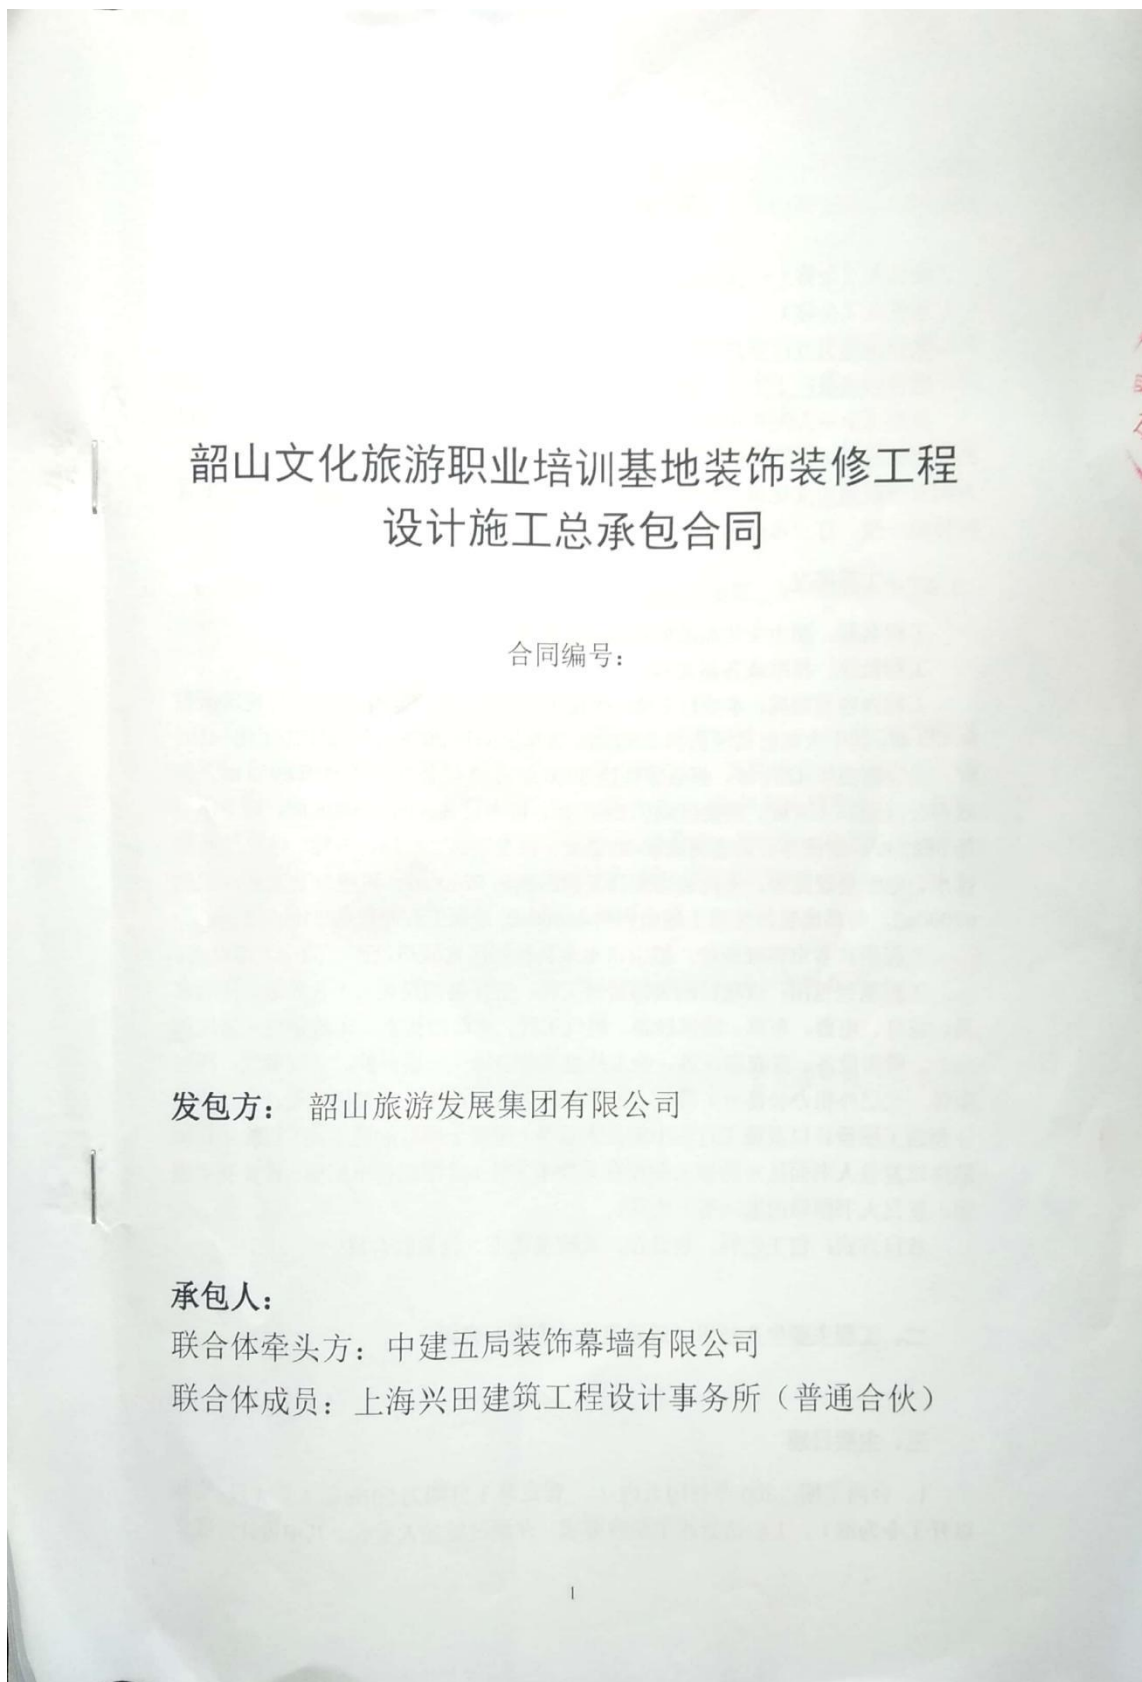 韶山文化旅游职业培训基地装饰装修工程
设计施工总承包合同
合同编号：
发包方： 韶山旅游发展集团有限公司
承包人：
联合体牵头方：中建五局装饰幕墙有限公司
联合体成员：上海兴田建筑工程设计事务所（普通合伙）
1